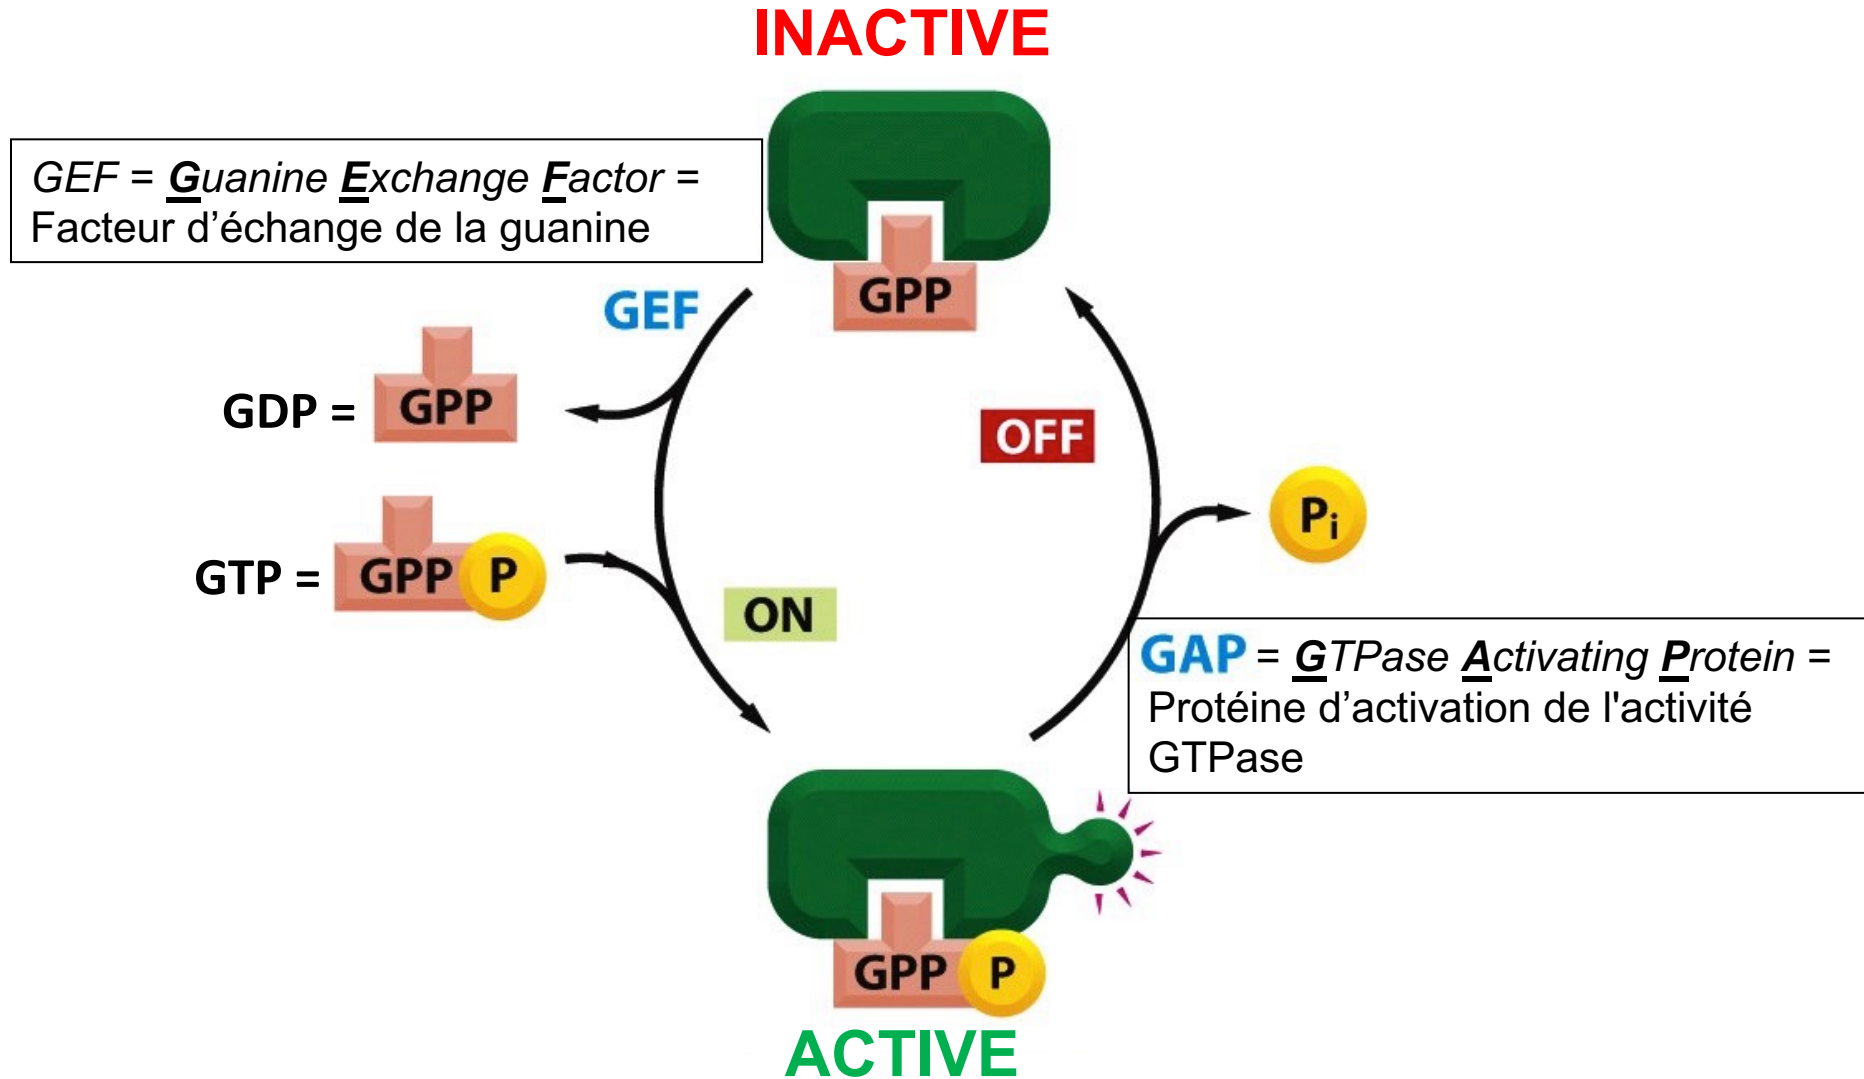 INACTIVE
GEF = Guanine Exchange Factor =
Facteur d’échange de la guanine
GPP
GEF
GDP =
GPP
OFF
GTP =
GPP P
Pi
ON
GAP = GTPase Activating Protein =
Protéine d’activation de l'activité
GTPase
GPP P
ACTIVE